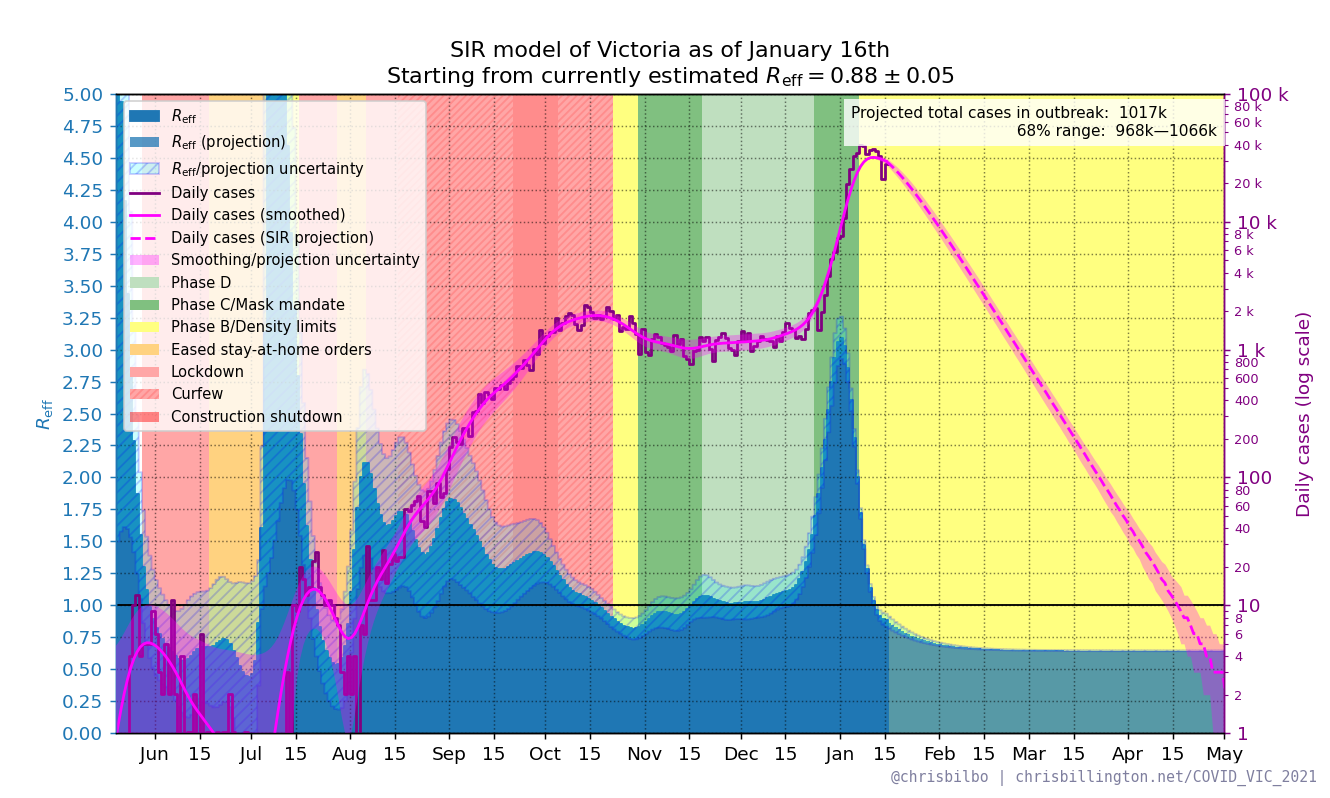 SIR model of Victoria as of January 16th
Starting from currently estimated Reff = 0.88 ± 0.05
Projected total cases in outbreak: 1017k
68% range: 968k—1066k
Reff
Reff (projection)
Reff/projection uncertainty
Daily cases
Daily cases (smoothed)
Daily cases (SIR projection)
Smoothing/projection uncertainty
Phase D
Phase C/Mask mandate
Phase B/Density limits
Eased stay-at-home orders
Lockdown
Curfew
Construction shutdown
Reff
5.00
4.75
4.50
4.25
4.00
3.75
3.50
3.25
3.00
2.75
2.50
2.25
2.00
1.75
1.50
1.25
1.00
0.75
0.50
0.25
0.00
100 k
80 k
60 k
40 k
20 k
10 k
8 k
6 k
4 k
2 k
1 k
800
600
400
200
100
80
60
40
20
10
8
6
4
2
1
Daily cases (log scale)
Jun 15 Jul 15 Aug 15 Sep 15 Oct 15 Nov 15 Dec 15 Jan 15 Feb 15 Mar 15 Apr 15 May
@chrisbilbo | chrisbillington.net/COVID_VIC_2021